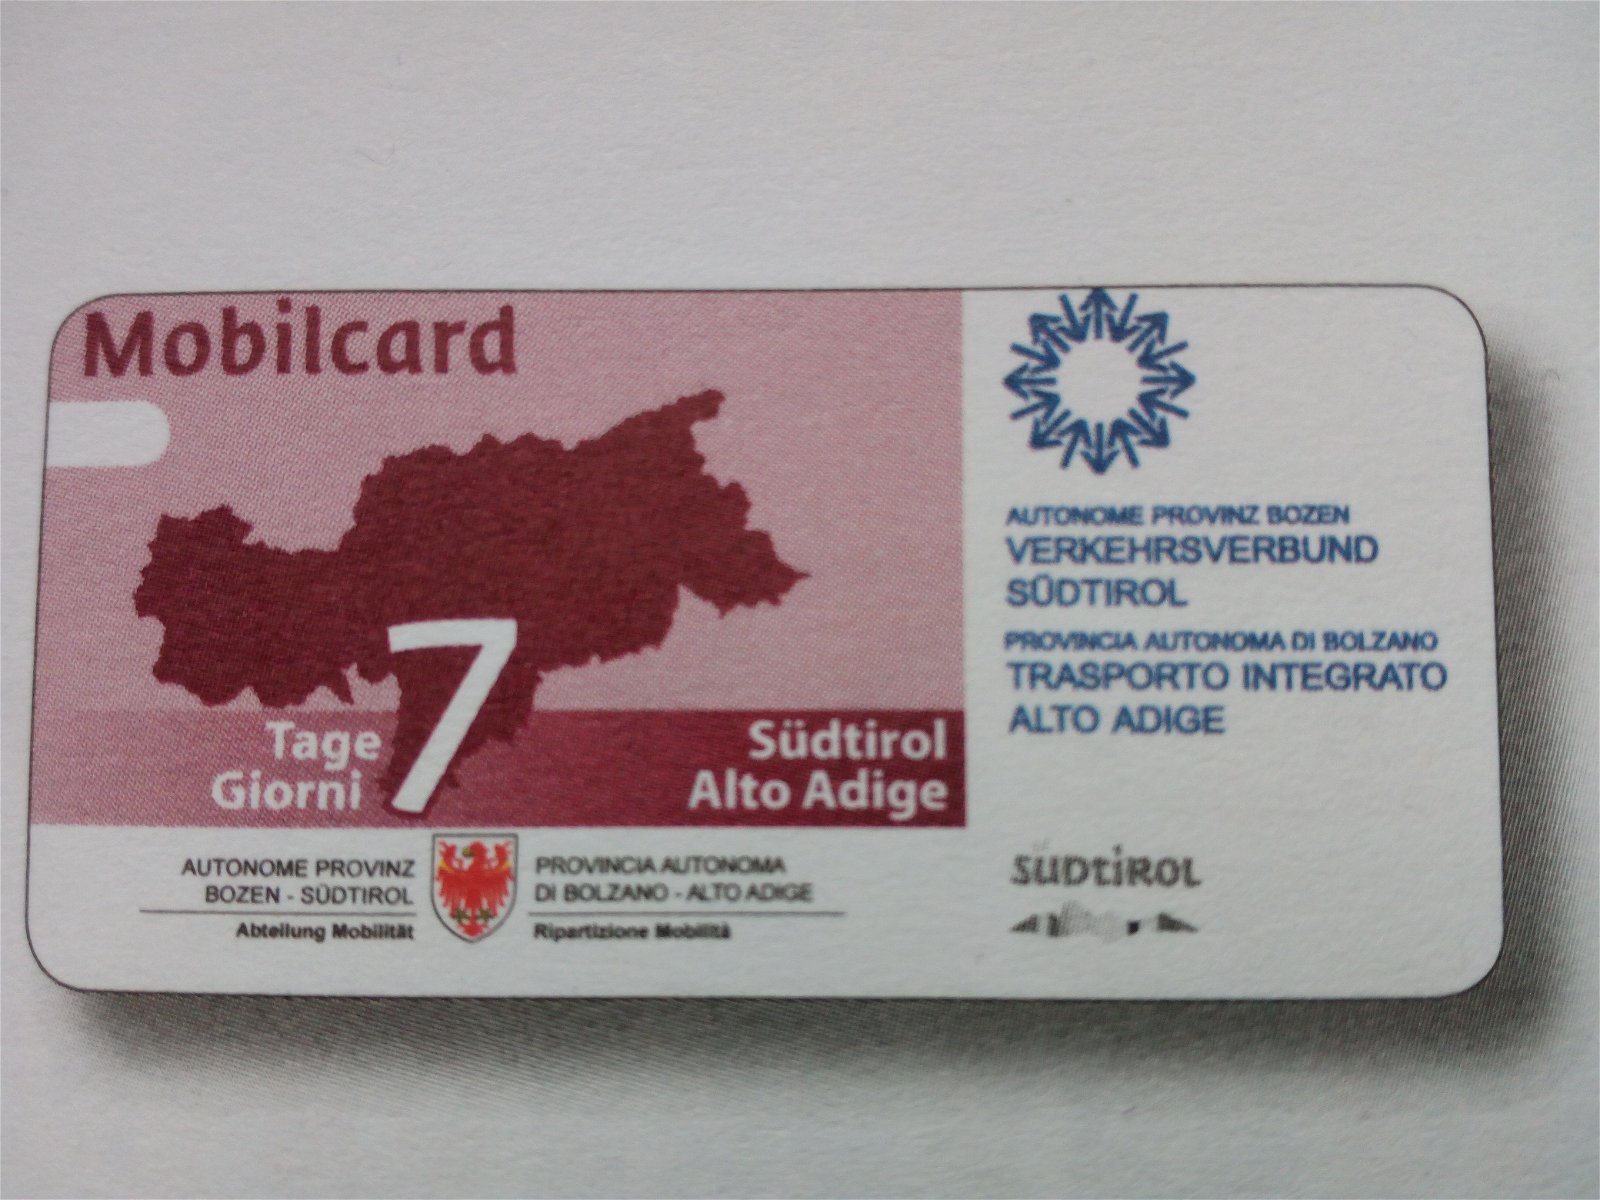 Mobilcard
7
Tage
Giorni
Südtirol
Alto Adige
AUTONOME PROVINZ
BOZEN - SÜDTIROL
Abteilung Mobilität
PROVINCIA AUTONOMA
DI BOLZANO - ALTO ADIGE
Ripartizione Mobilità
AUTONOME PROVINZ BOZEN
VERKEHRSVERBUND
SÜDTIROL
PROVINCIA AUTONOMA DI BOLZANO
TRASPORTO INTEGRATO
ALTO ADIGE
SÜDTIROL